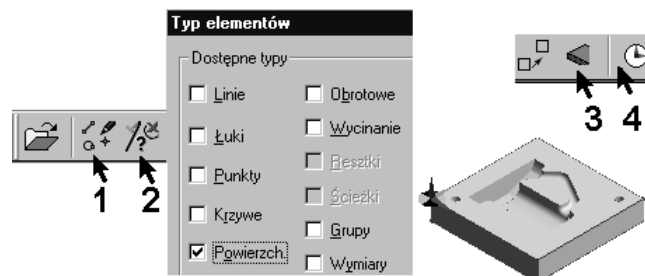 Typ elementów
Dostępne typy
Linie
Obrotowe
Łuki
Wycinanie
Punkty
Resztki
Krzywe
Ścieżki
Powierzch.
Grupy
Wymiary
1
2
3
4